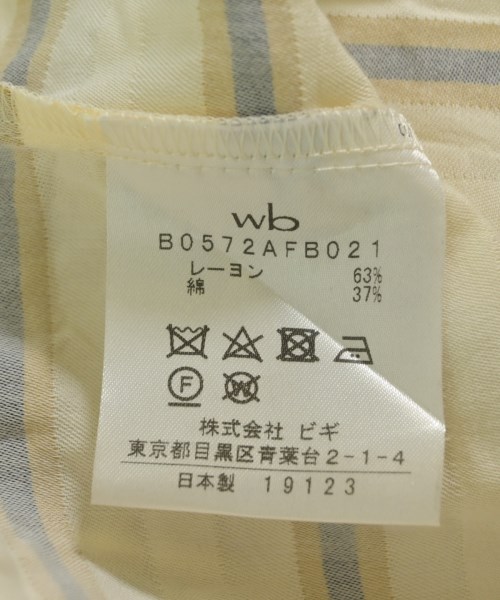 wb
B0572AFB021
レーヨン 63%
綿 37%
F W
株式会社 ビギ
東京都目黒区青葉台2-1-4
日本製 19123